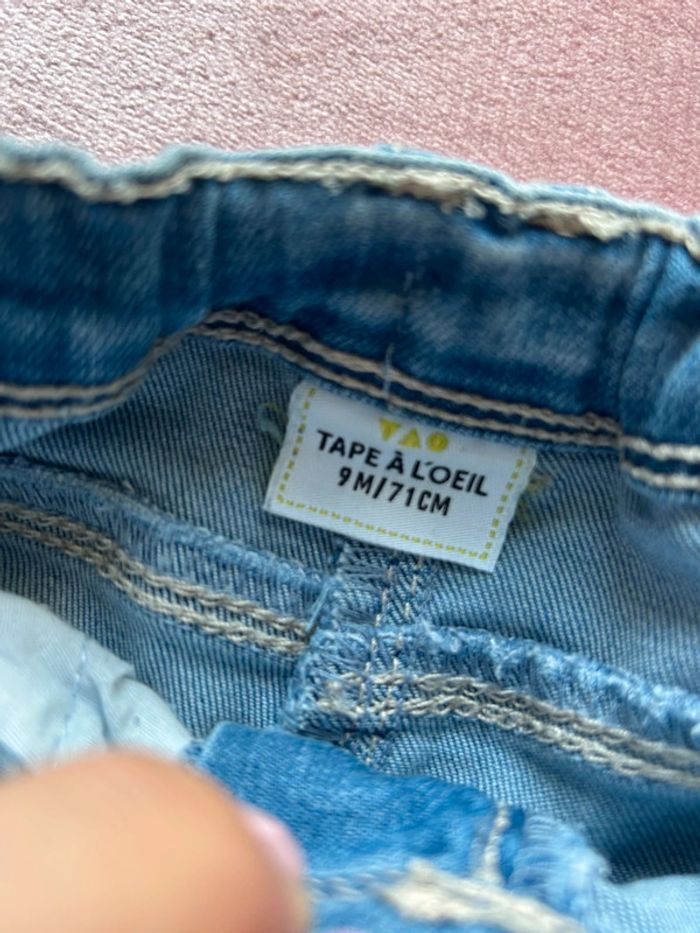 TAO
TAPE À L'OEIL
9M/71CM